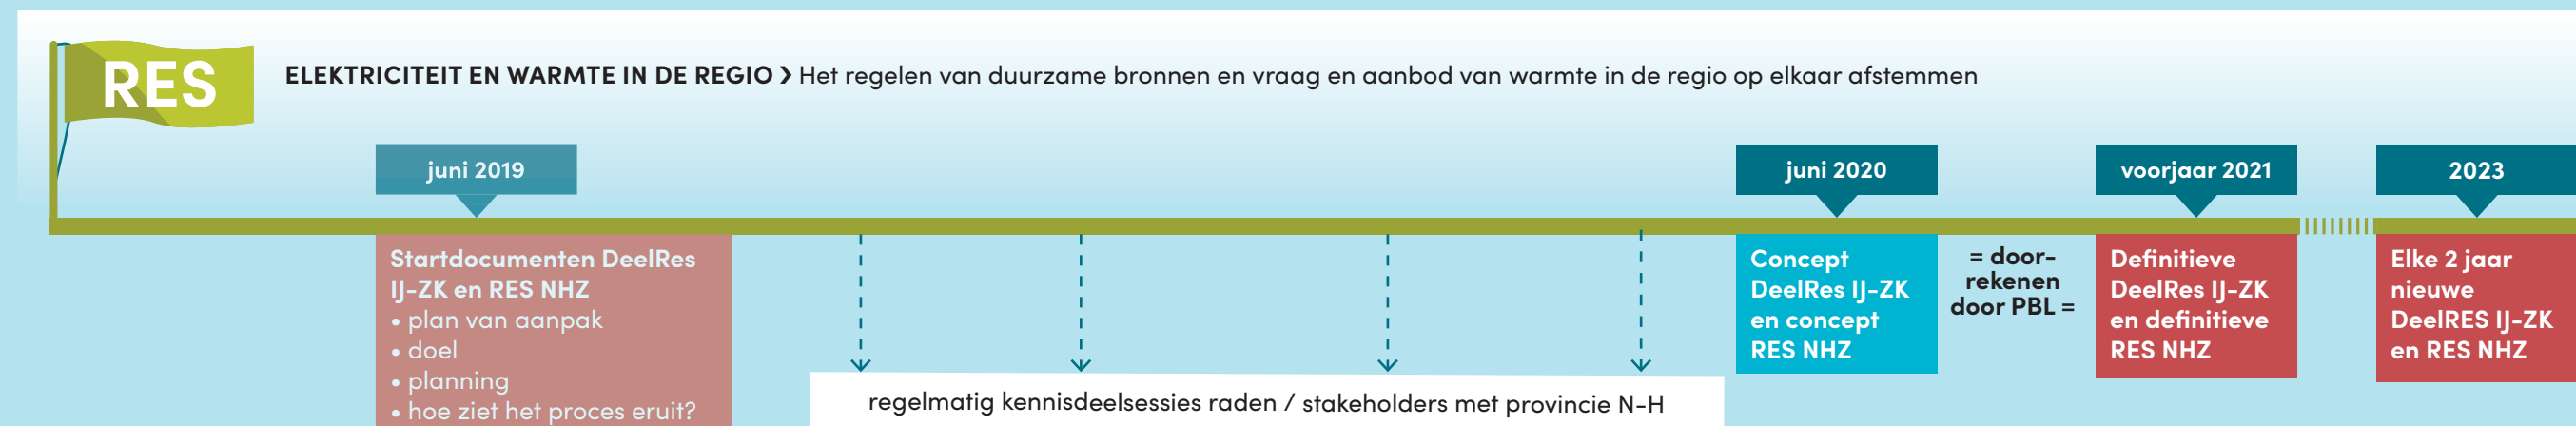 RES
ELEKTRICITEIT EN WARMTE IN DE REGIO > Het regelen van duurzame bronnen en vraag en aanbod van warmte in de regio op elkaar afstemmen
juni 2019
Startdocumenten DeelRes
IJ-ZK en RES NHZ
• plan van aanpak
• doel
• planning
• hoe ziet het proces eruit?
regelmatig kennisdeelsessies raden / stakeholders met provincie N-H
juni 2020
Concept
DeelRes IJ-ZK
en concept
RES NHZ
= door-
rekenen
door PBL =
voorjaar 2021
Definitieve
DeelRes IJ-ZK
en definitieve
RES NHZ
2023
Elke 2 jaar
nieuwe
DeelRES IJ-ZK
en RES NHZ